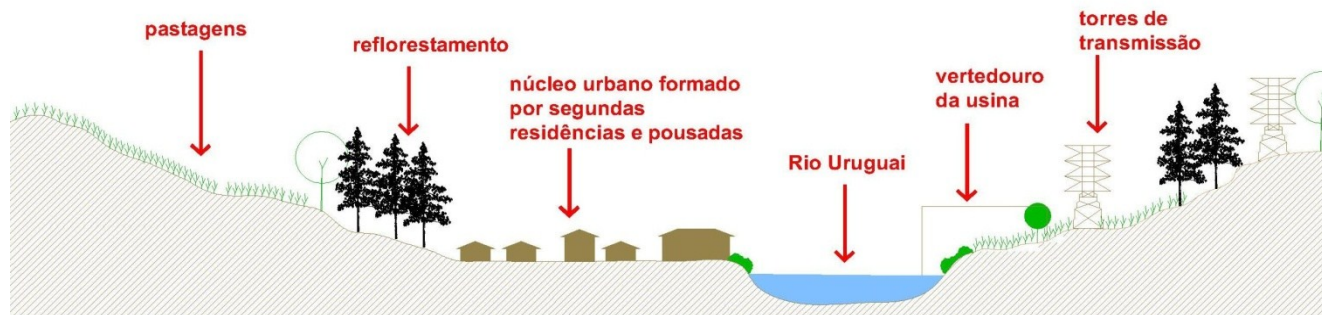 pastagens
reflorestamento
núcleo urbano formado
por segundas
residências e pousadas
Rio Uruguai
vertedouro
da usina
torres de
transmissão